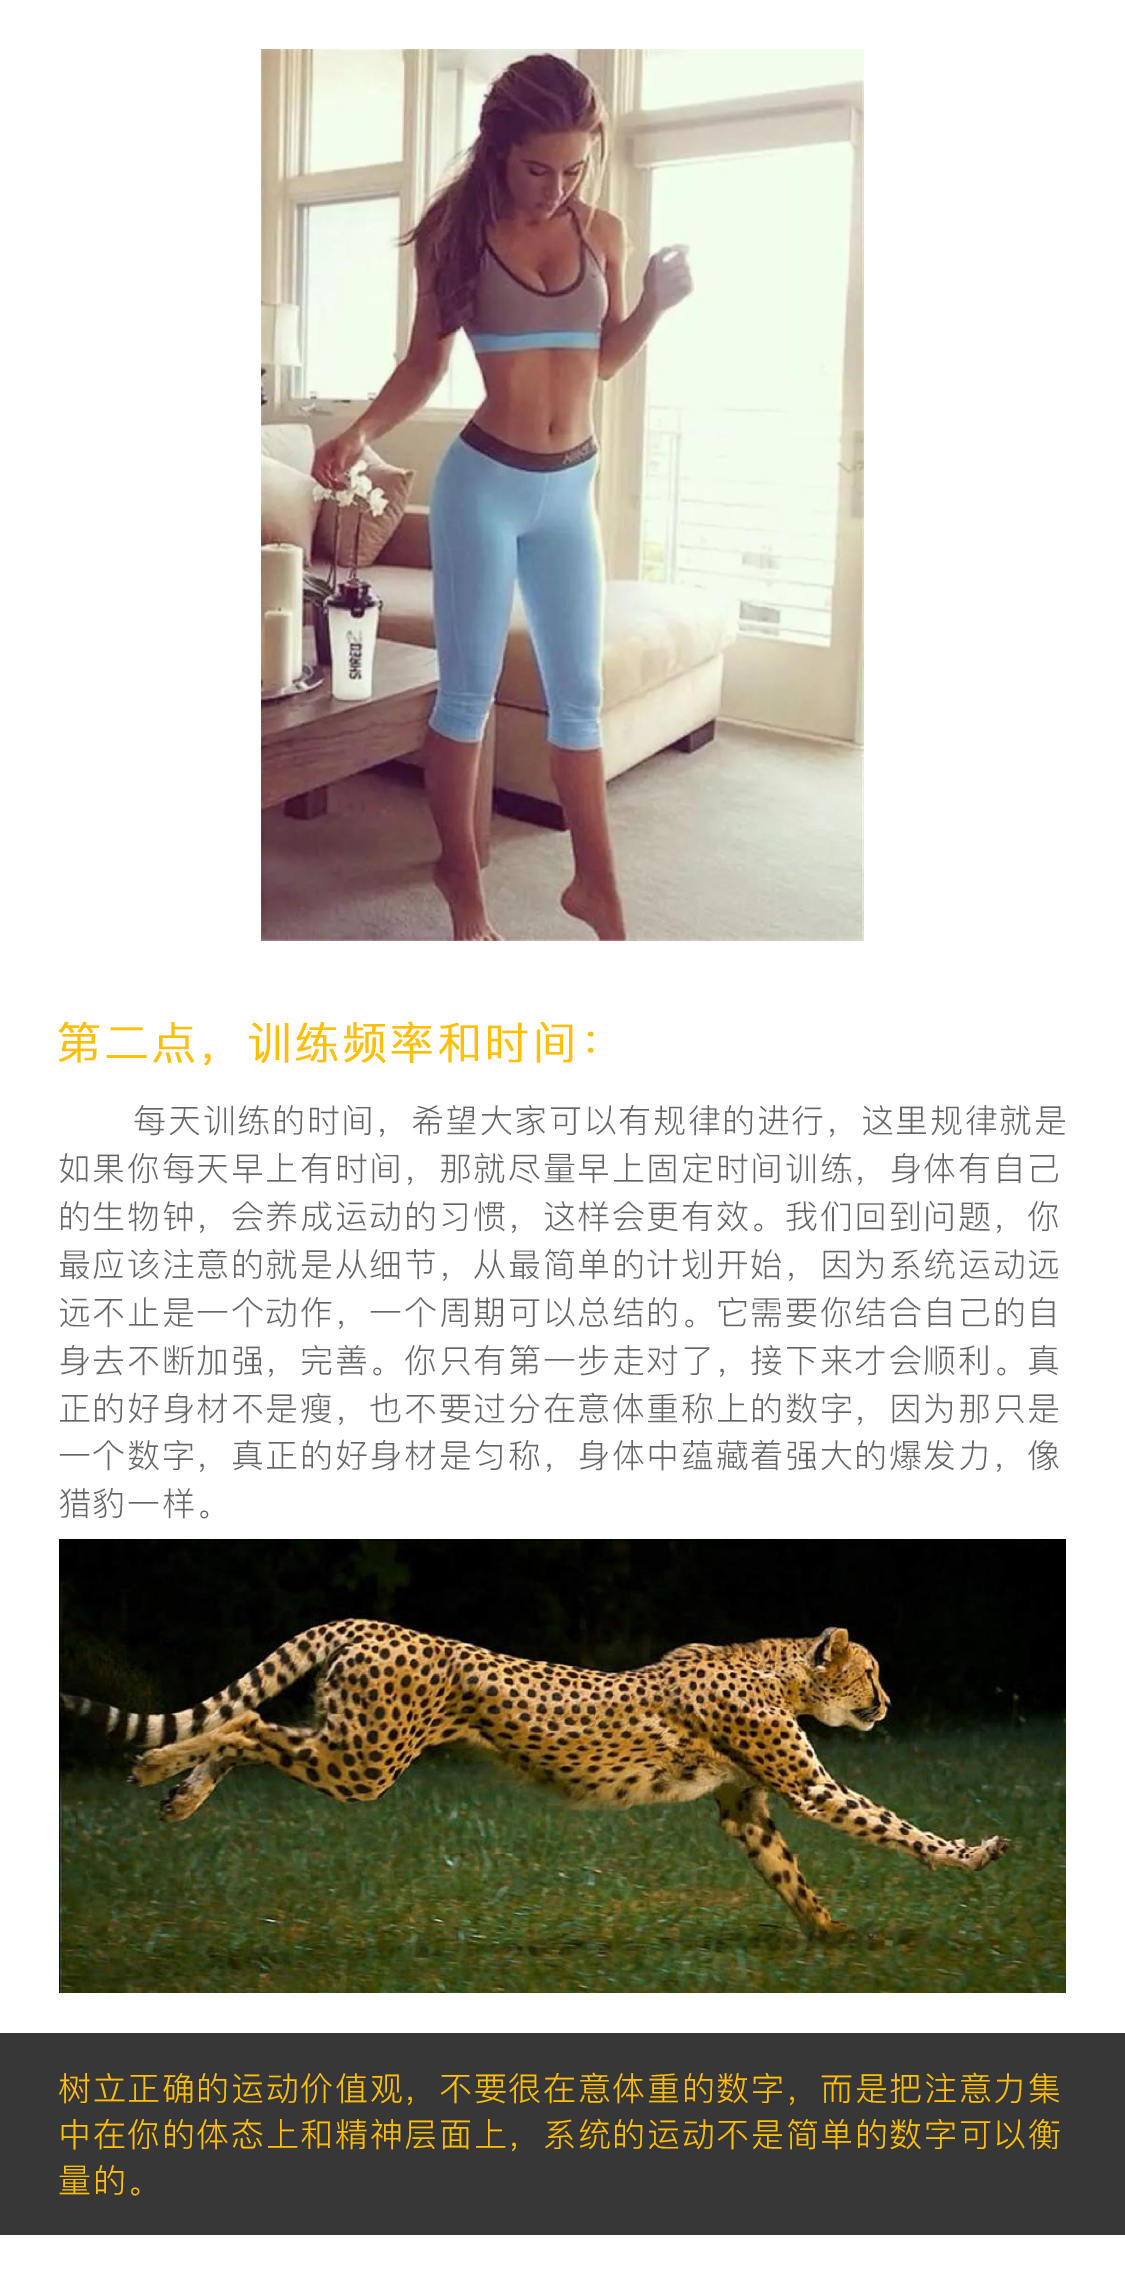 SHRED
第二点，训练频率和时间：
每天训练的时间，希望大家可以有规律的进行，这里规律就是
如果你每天早上有时间，那就尽量早上固定时间训练，身体有自己
的生物钟，会养成运动的习惯，这样会更有效。我们回到问题，你
最应该注意的就是从细节，从最简单的计划开始，因为系统运动远
远不止是一个动作，一个周期可以总结的。它需要你结合自己的自
身去不断加强，完善。你只有第一步走对了，接下来才会顺利。真
正的好身材不是瘦，也不要过分在意体重称上的数字，因为那只是
一个数字，真正的好身材是匀称，身体中蕴藏着强大的爆发力，像
猎豹一样。
树立正确的运动价值观，不要很在意体重的数字，而是把注意力集
中在你的体态上和精神层面上，系统的运动不是简单的数字可以衡
量的。